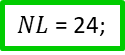 NL = 24;